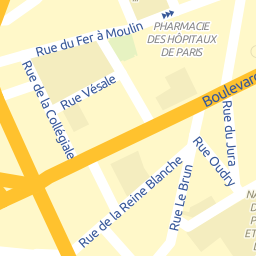 Rue du Fer à Moulin
PHARMACIE
DES HÔPITAUX
DE PARIS
Rue de la Collégiale
Rue Vésale
Boulevar
Rue du Jura
Rue Oudry
Rue de la Reine Blanche
Rue Le Brun